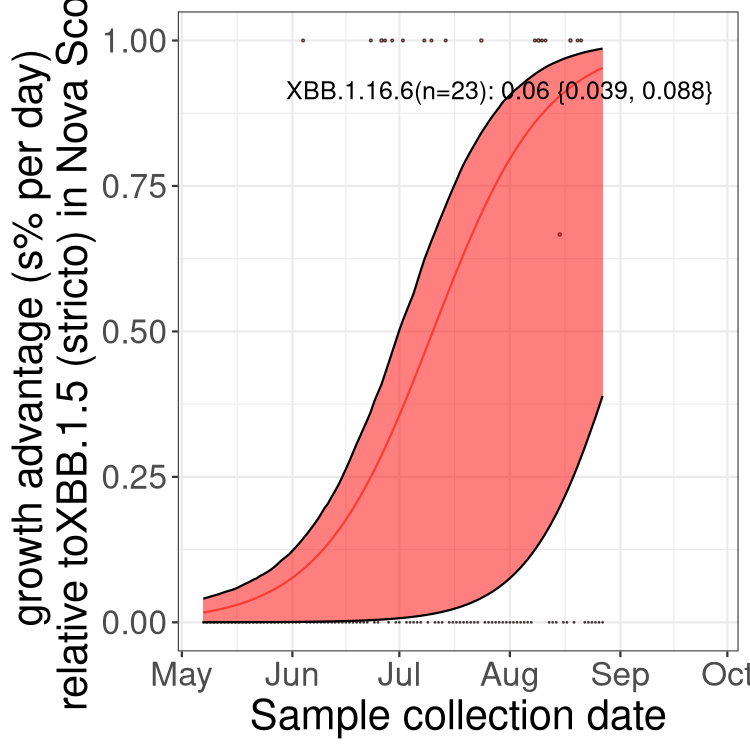 growth advantage (s% per day)
relative toXBB.1.5 (stricto) in Nova Sco
1.00
0.75
0.50
0.25
0.00
XBB.1.16.6(n=23): 0.06 {0.039, 0.088}
May Jun Jul Aug Sep Oct
Sample collection date